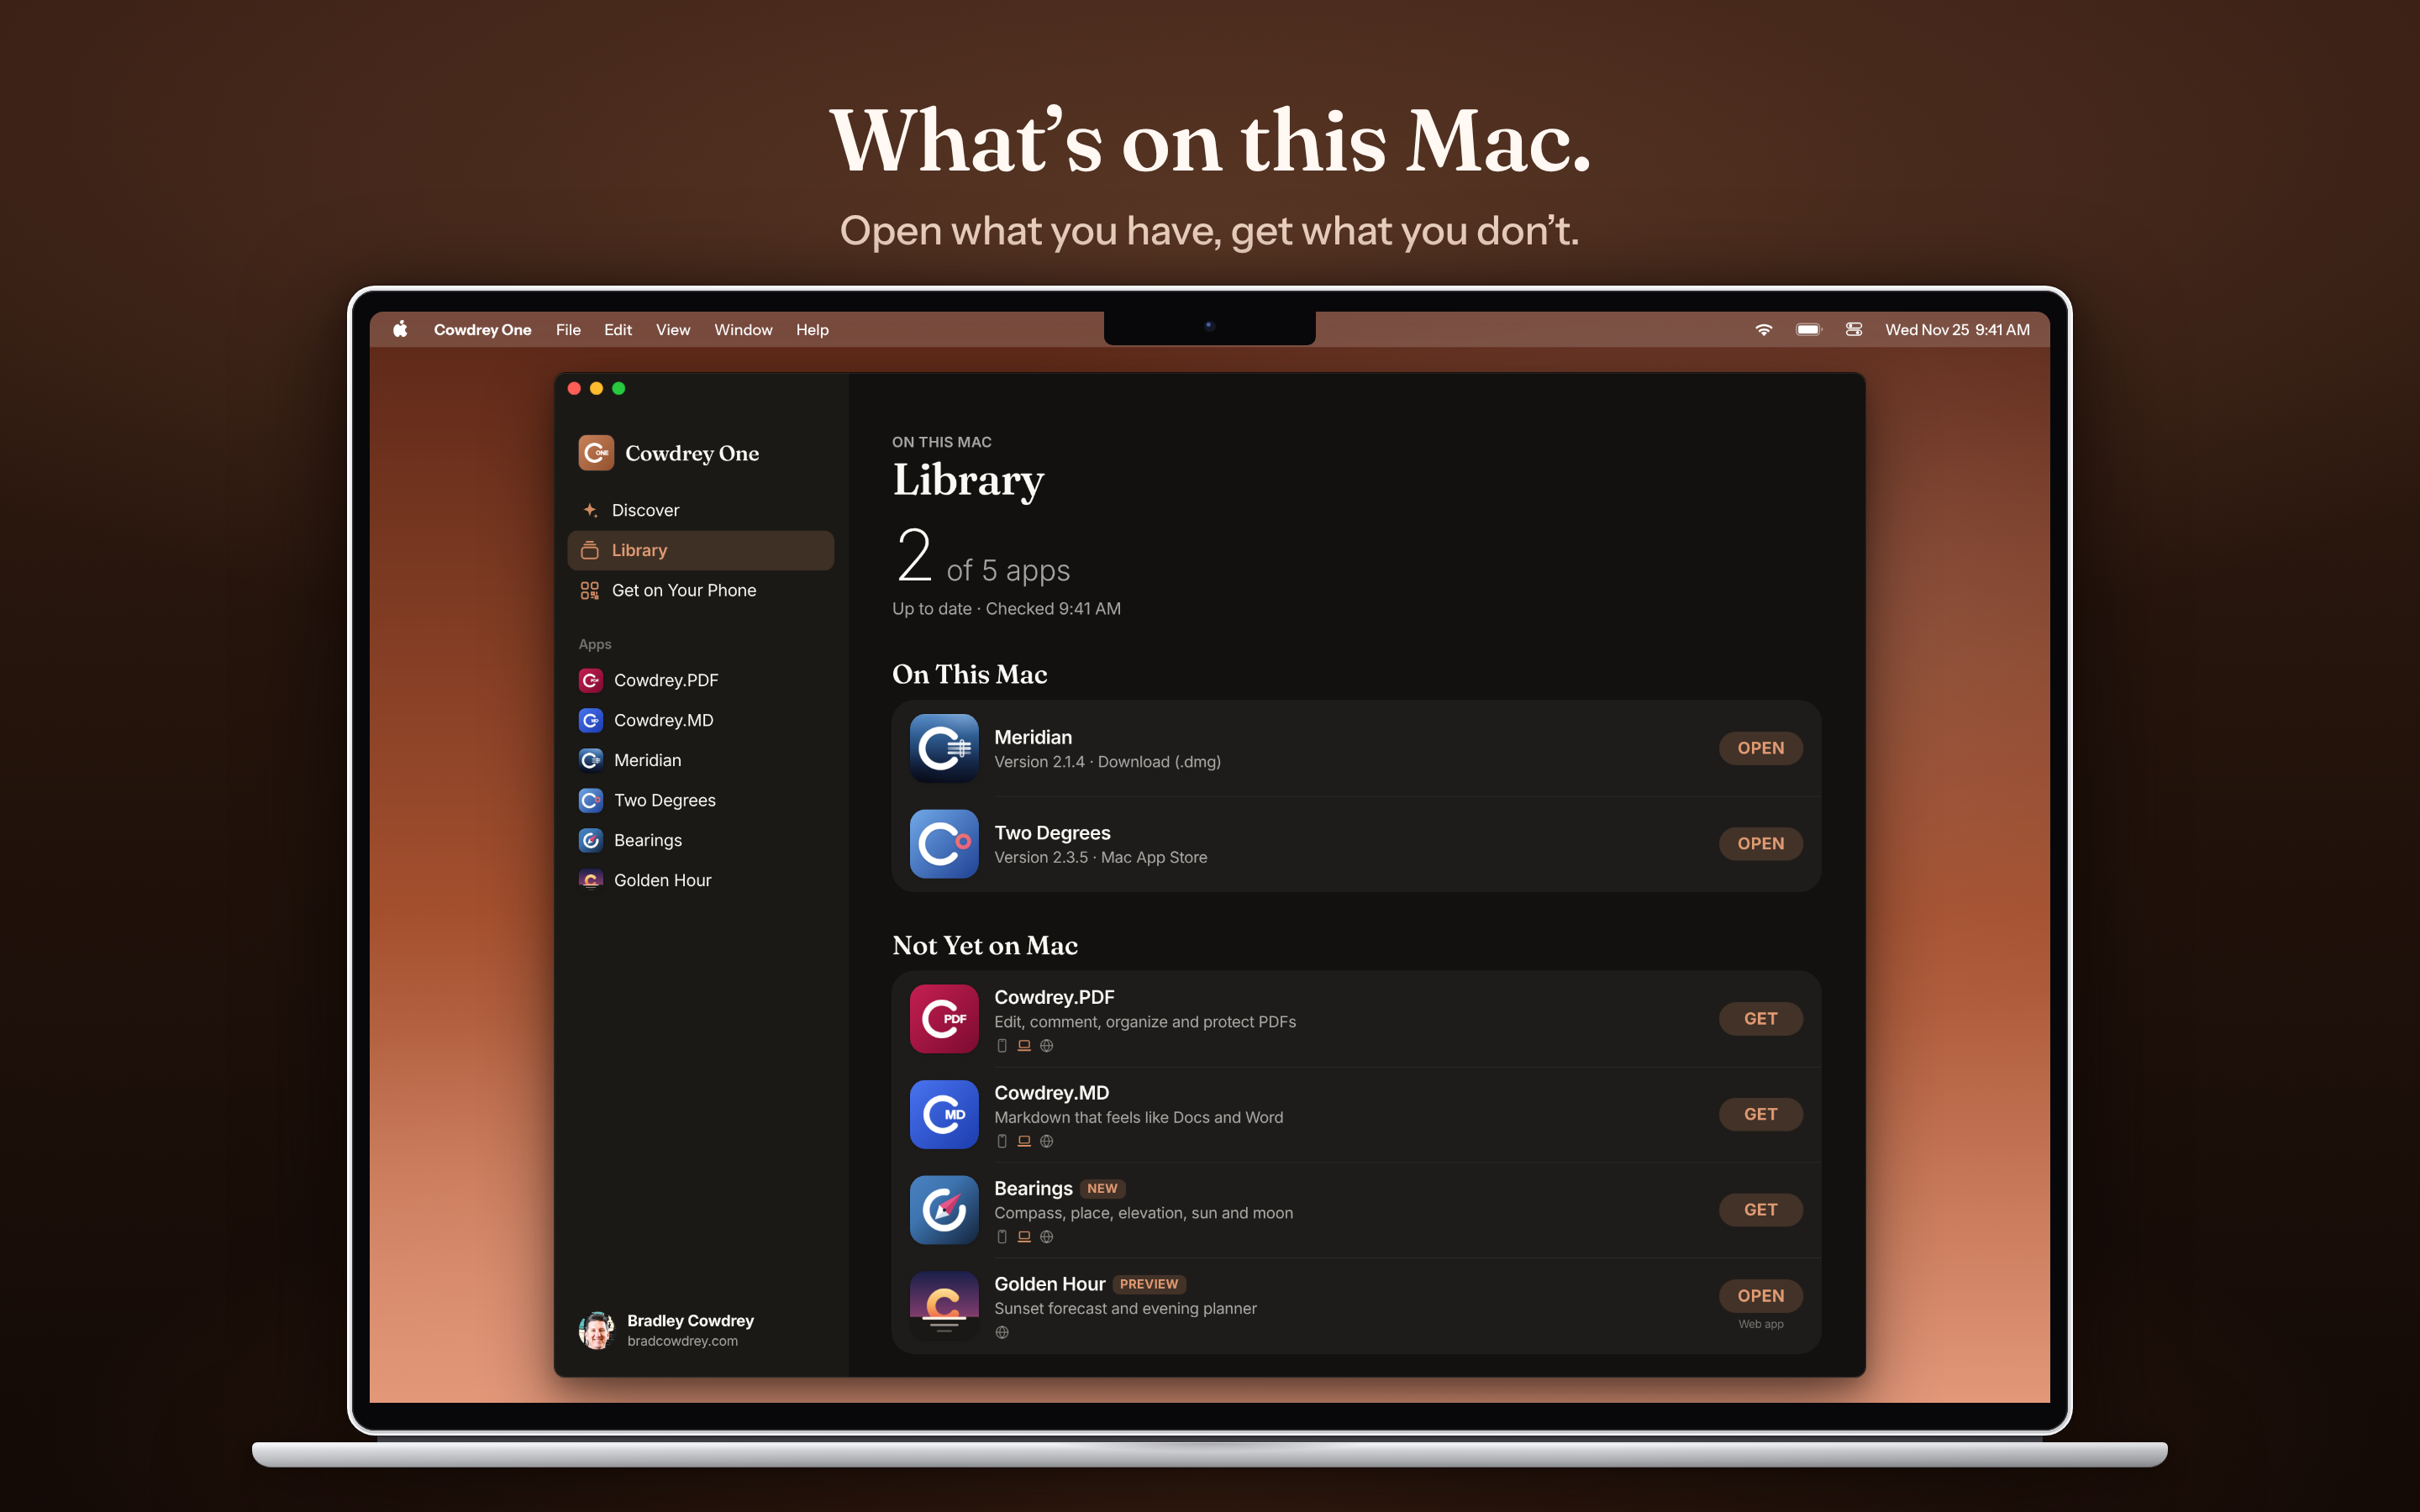 What’s on this Mac.
Open what you have, get what you don’t.
Cowdrey One File Edit View Window Help
Wed Nov 25 9:41 AM
C ONE
Cowdrey One
Discover
Library
Get on Your Phone
Apps
Cowdrey.PDF
Cowdrey.MD
Meridian
Two Degrees
Bearings
Golden Hour
Bradley Cowdrey
bradcowdrey.com
ON THIS MAC
Library
2 of 5 apps
Up to date · Checked 9:41 AM
On This Mac
Meridian
Version 2.1.4 · Download (.dmg)
OPEN
Two Degrees
Version 2.3.5 · Mac App Store
OPEN
Not Yet on Mac
C PDF
Cowdrey.PDF
Edit, comment, organize and protect PDFs
GET
C MD
Cowdrey.MD
Markdown that feels like Docs and Word
GET
Bearings NEW
Compass, place, elevation, sun and moon
GET
Golden Hour PREVIEW
Sunset forecast and evening planner
OPEN
Web app